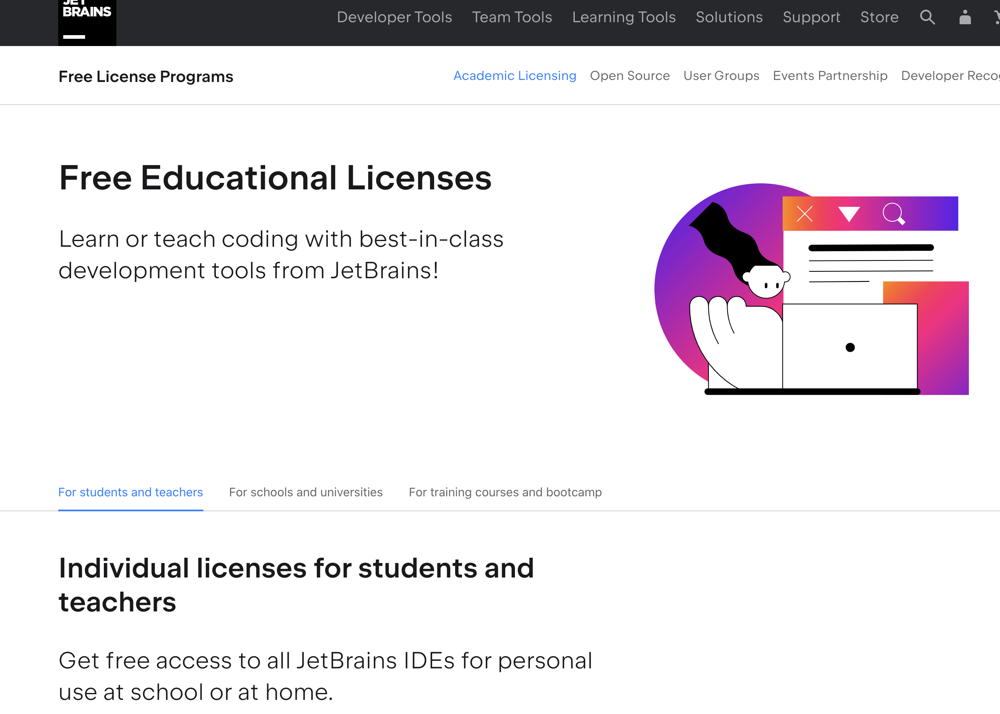 JET
BRAINS
Developer Tools Team Tools Learning Tools Solutions Support Store
Free License Programs
Academic Licensing Open Source User Groups Events Partnership Developer
Free Educational Licenses
Learn or teach coding with best-in-class
development tools from JetBrains!
For students and teachers For schools and universities For training courses and bootcamp
Individual licenses for students and
teachers
Get free access to all JetBrains IDEs for personal
use at school or at home.